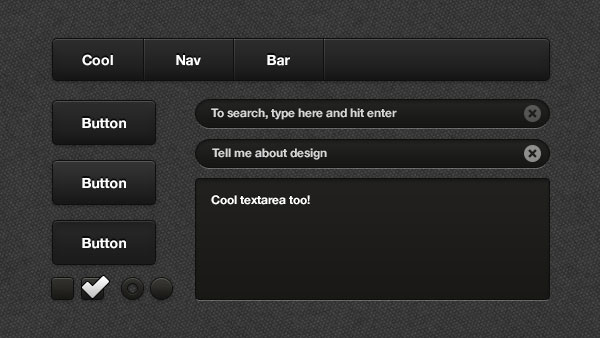 Cool Nav Bar
Button
To search, type here and hit enter
Tell me about design
Button
Cool textarea too!
Button